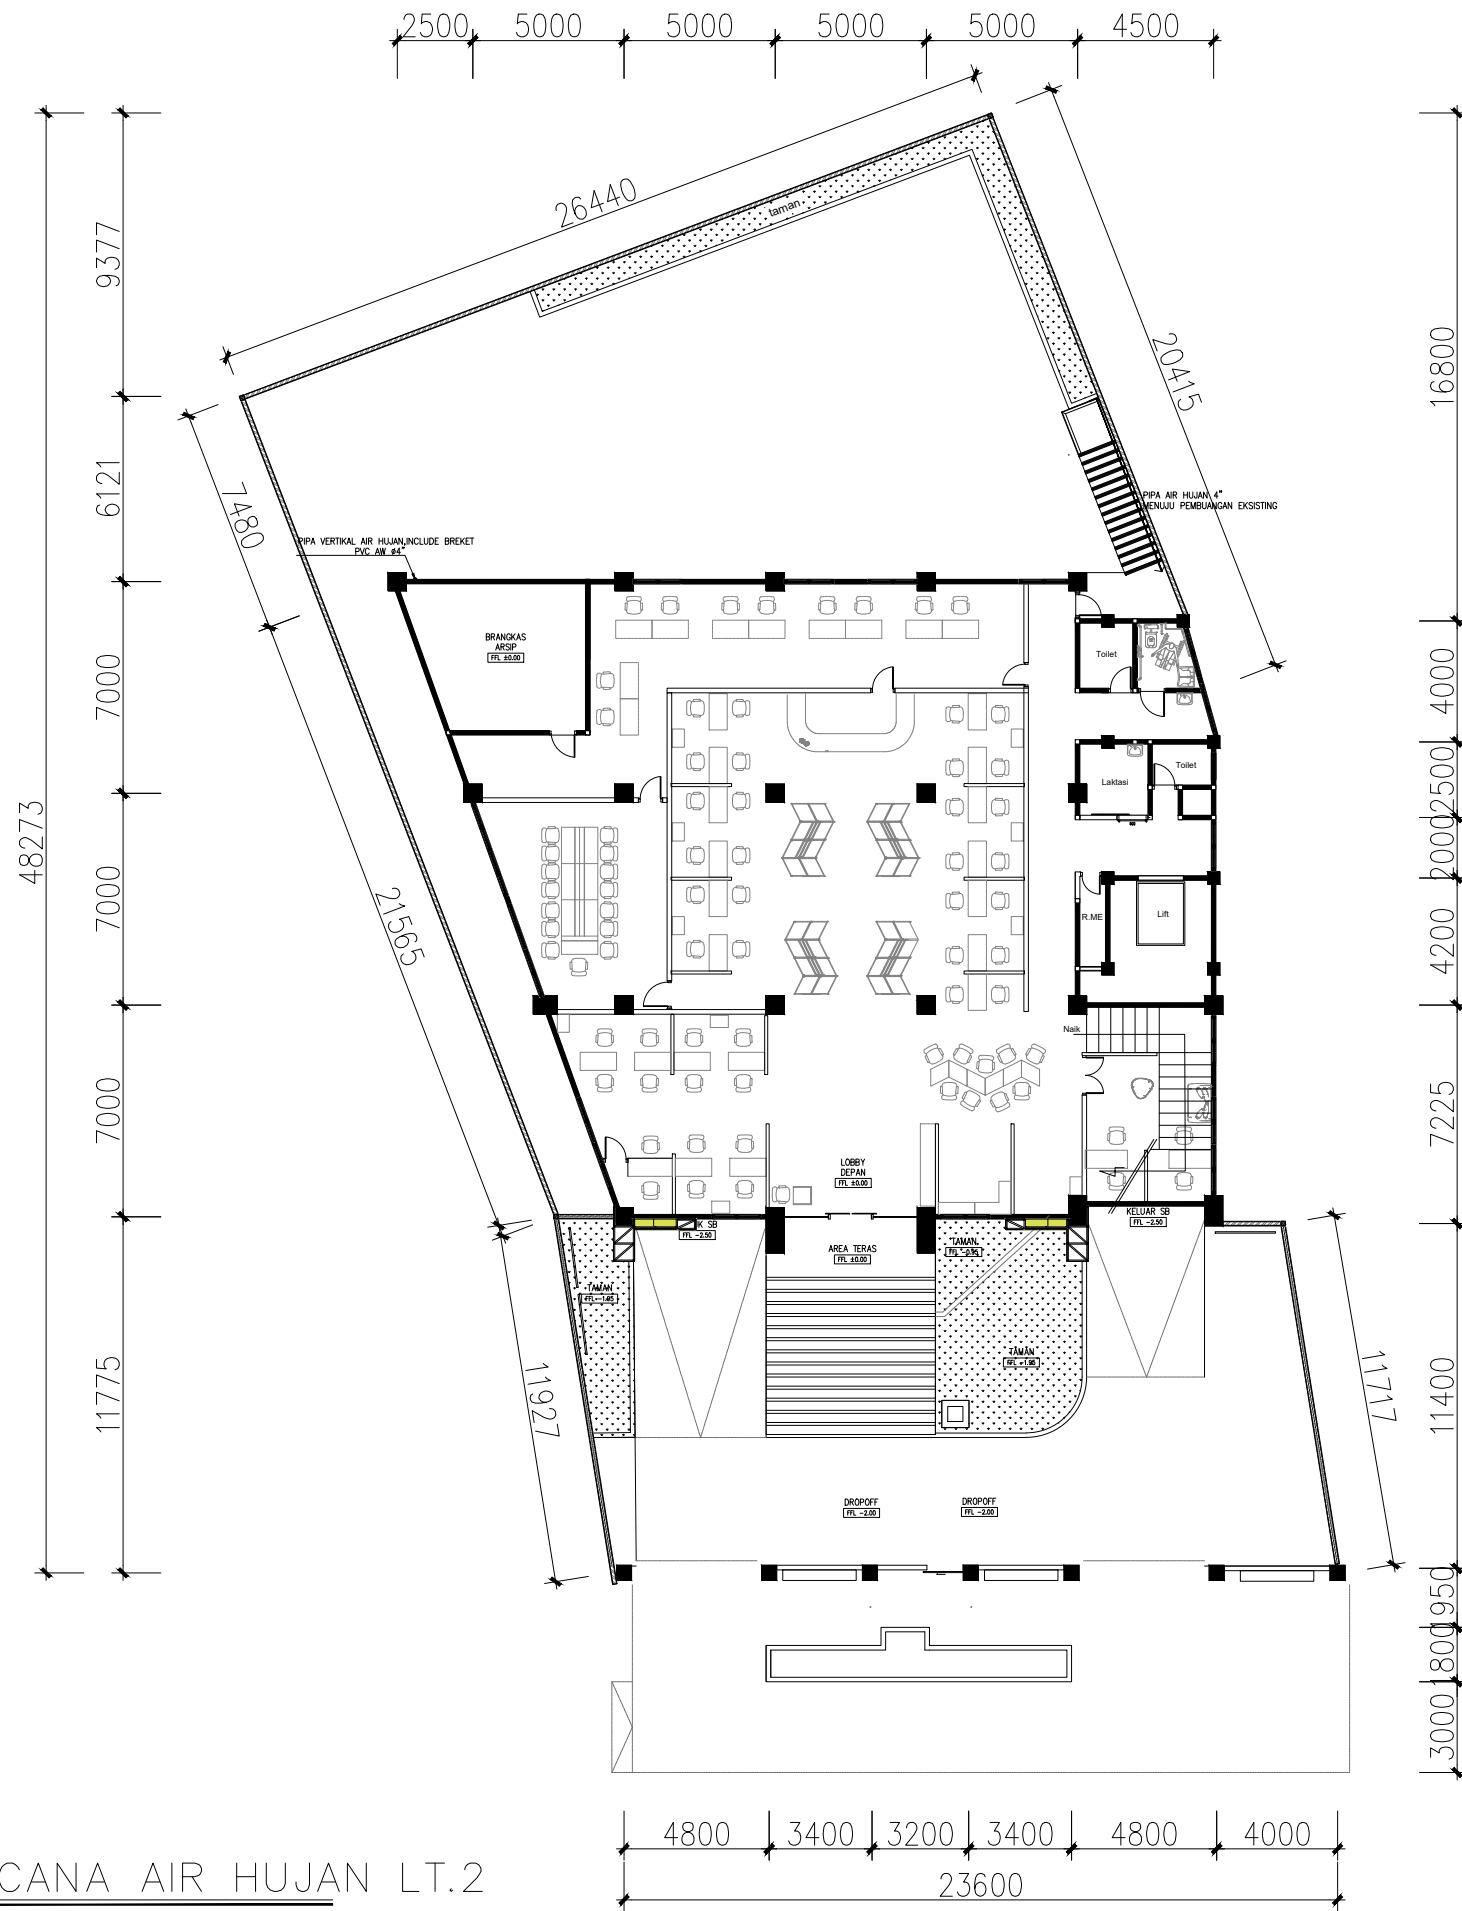 2500
5000
5000
5000
5000
4500
26440
taman
9377
20415
16800
6121
7480
PIPA AIR HUJAN 4"
MENUJU PEMBUANGAN EKSISTING
PIPA VERTIKAL AIR HUJAN,INCLUDE BREKET
PVC AW ø4"
BRANGKAS
ARSIP
FFL ±0.00
Toilet
7000
4000
48273
Laktasi
Toilet
2500
2000
7000
21565
R.ME
Lift
4200
Naik
7000
7225
LOBBY
DEPAN
FFL ±0.00
K SB
FFL -2.50
KELUAR SB
FFL -2.50
AREA TERAS
FFL ±0.00
TAMAN
TAMAN
FFL -1.95
TAMAN
11775
11927
11717
11400
DROPOFF
FFL -2.00
DROPOFF
FFL -2.00
1950
1800
3000
4800
3400
3200
3400
4800
4000
23600
CANA AIR HUJAN LT.2